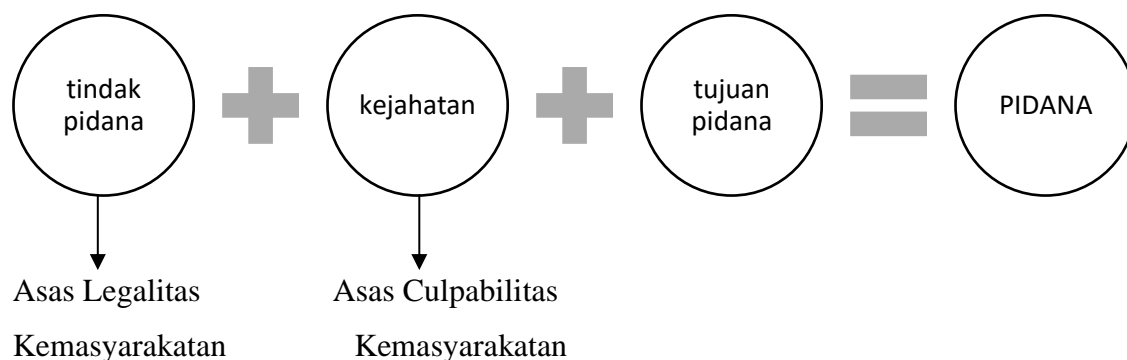 tindak
pidana
kejahatan
tujuan
pidana
PIDANA
Asas Legalitas
Kemasyarakatan
Asas Culpabilitas
Kemasyarakatan